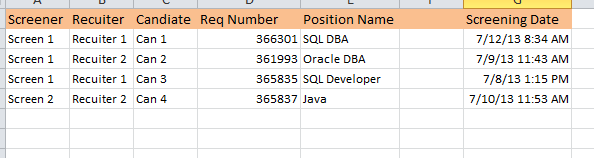 A B C D E F G
Screener Recuiter Candiate Req Number Position Name Screening Date
Screen 1 Recuiter 1 Can 1 366301 SQL DBA 7/12/13 8:34 AM
Screen 1 Recuiter 2 Can 2 361993 Oracle DBA 7/9/13 11:43 AM
Screen 1 Recuiter 1 Can 3 365835 SQL Developer 7/8/13 1:15 PM
Screen 2 Recuiter 2 Can 4 365837 Java 7/10/13 11:53 AM